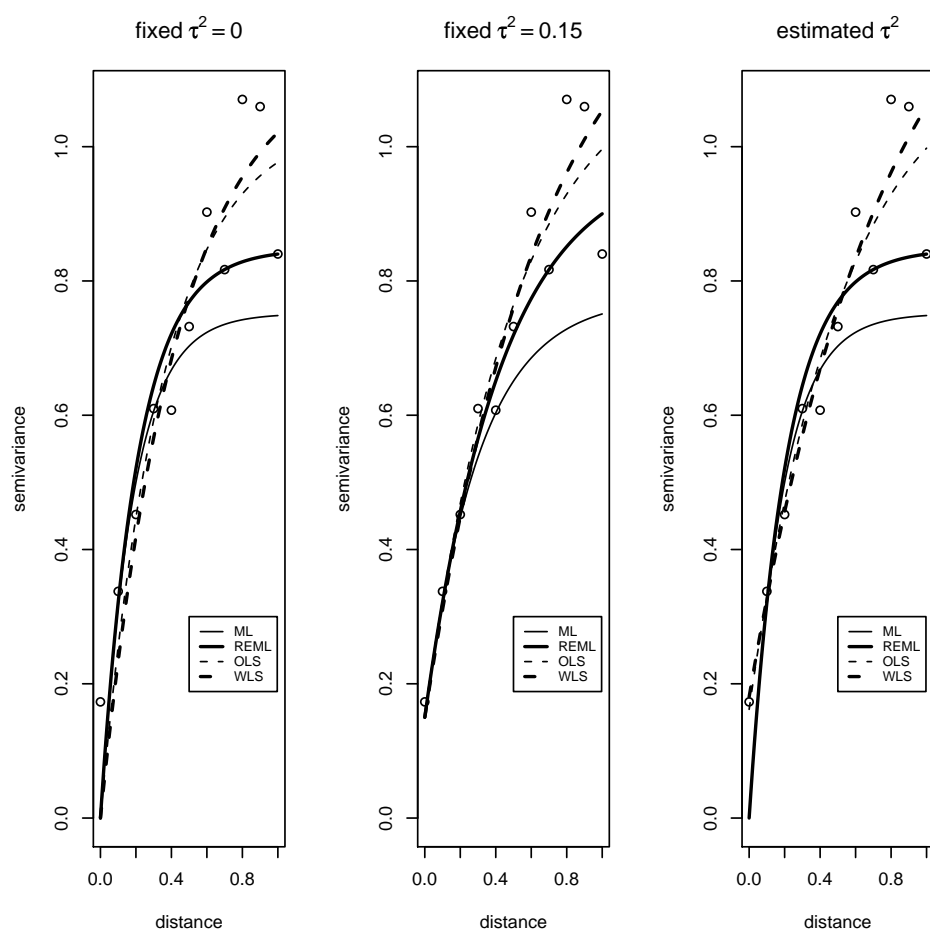 fixed τ² = 0
semivariance
0.0
0.2
0.4
0.6
0.8
1.0
ML
REML
OLS
WLS
0.0 0.4 0.8
distance
fixed τ² = 0.15
semivariance
0.0
0.2
0.4
0.6
0.8
1.0
ML
REML
OLS
WLS
0.0 0.4 0.8
distance
estimated τ²
semivariance
0.0
0.2
0.4
0.6
0.8
1.0
ML
REML
OLS
WLS
0.0 0.4 0.8
distance